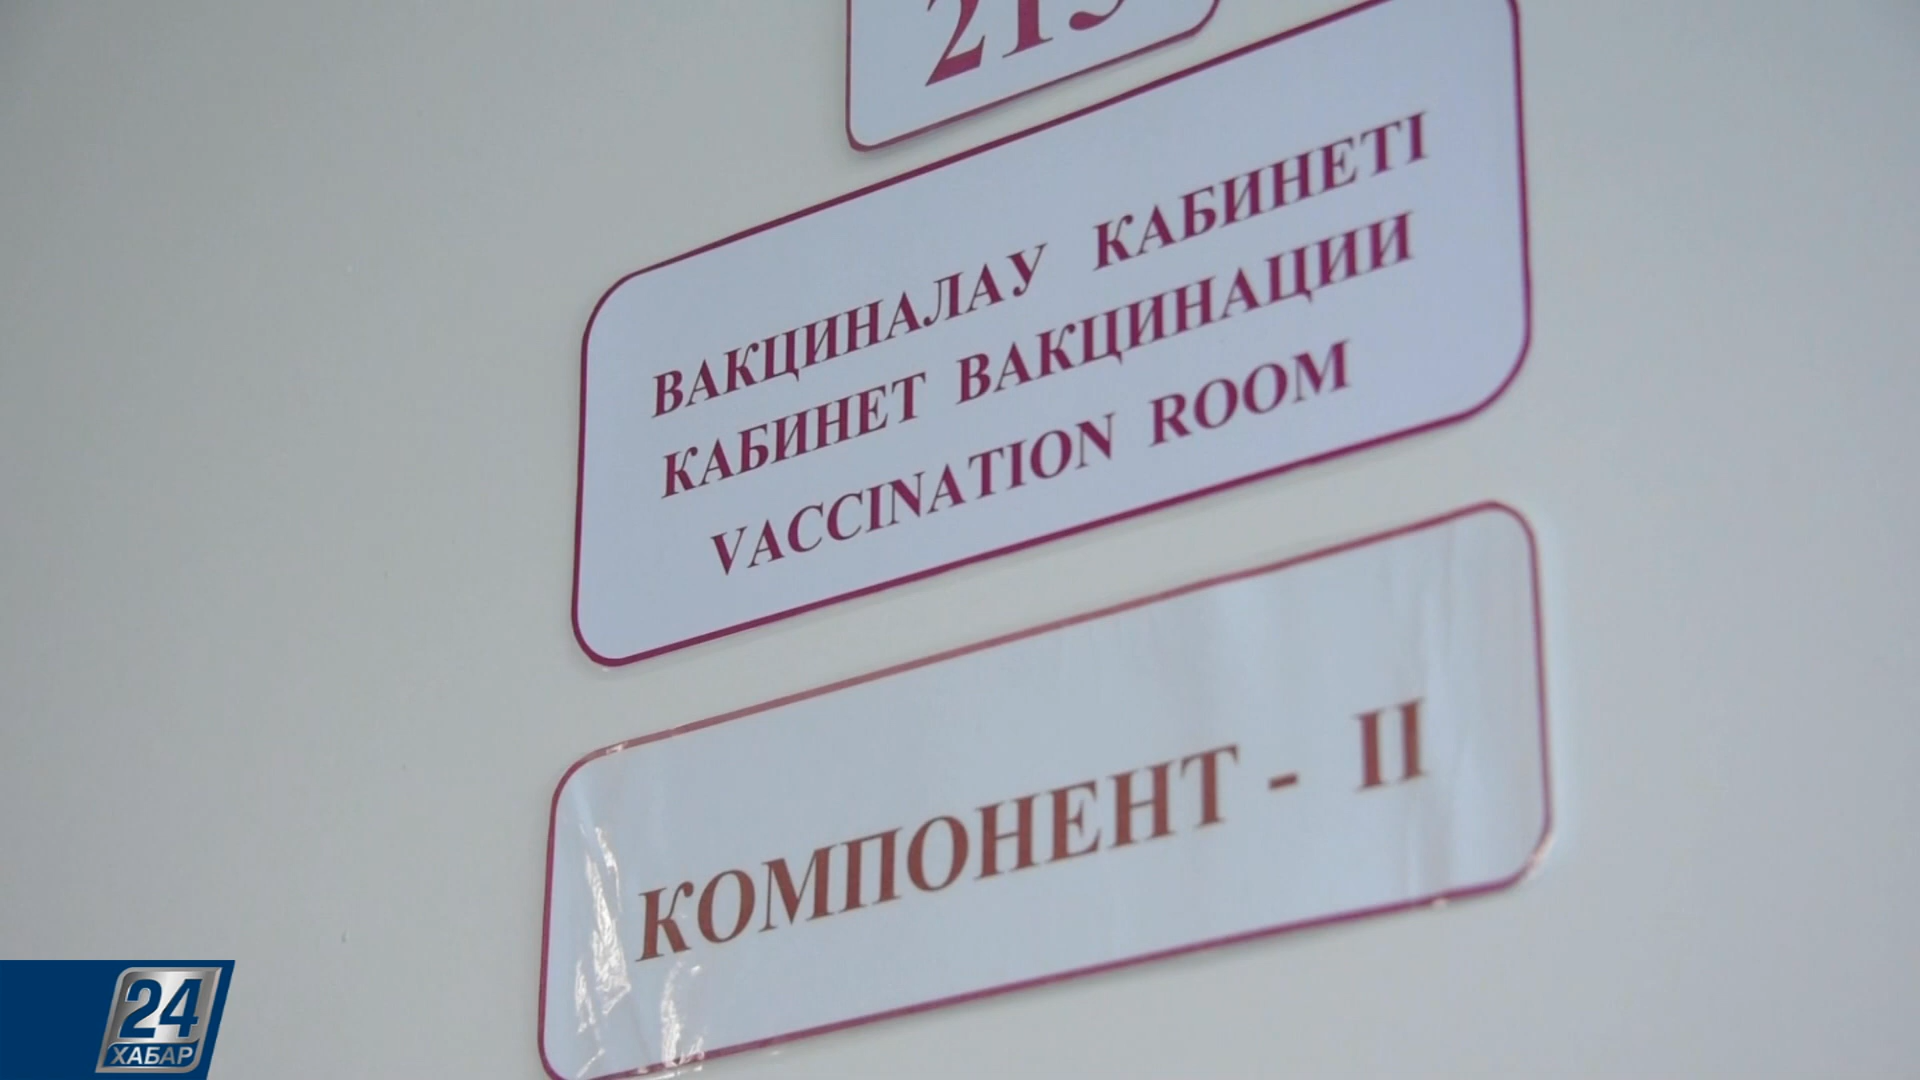 ВАКЦИНАЛАУ КАБИНЕТІ
КАБИНЕТ ВАКЦИНАЦИИ
VACCINATION ROOM
КОМПОНЕНТ - II
24
ХАБАР